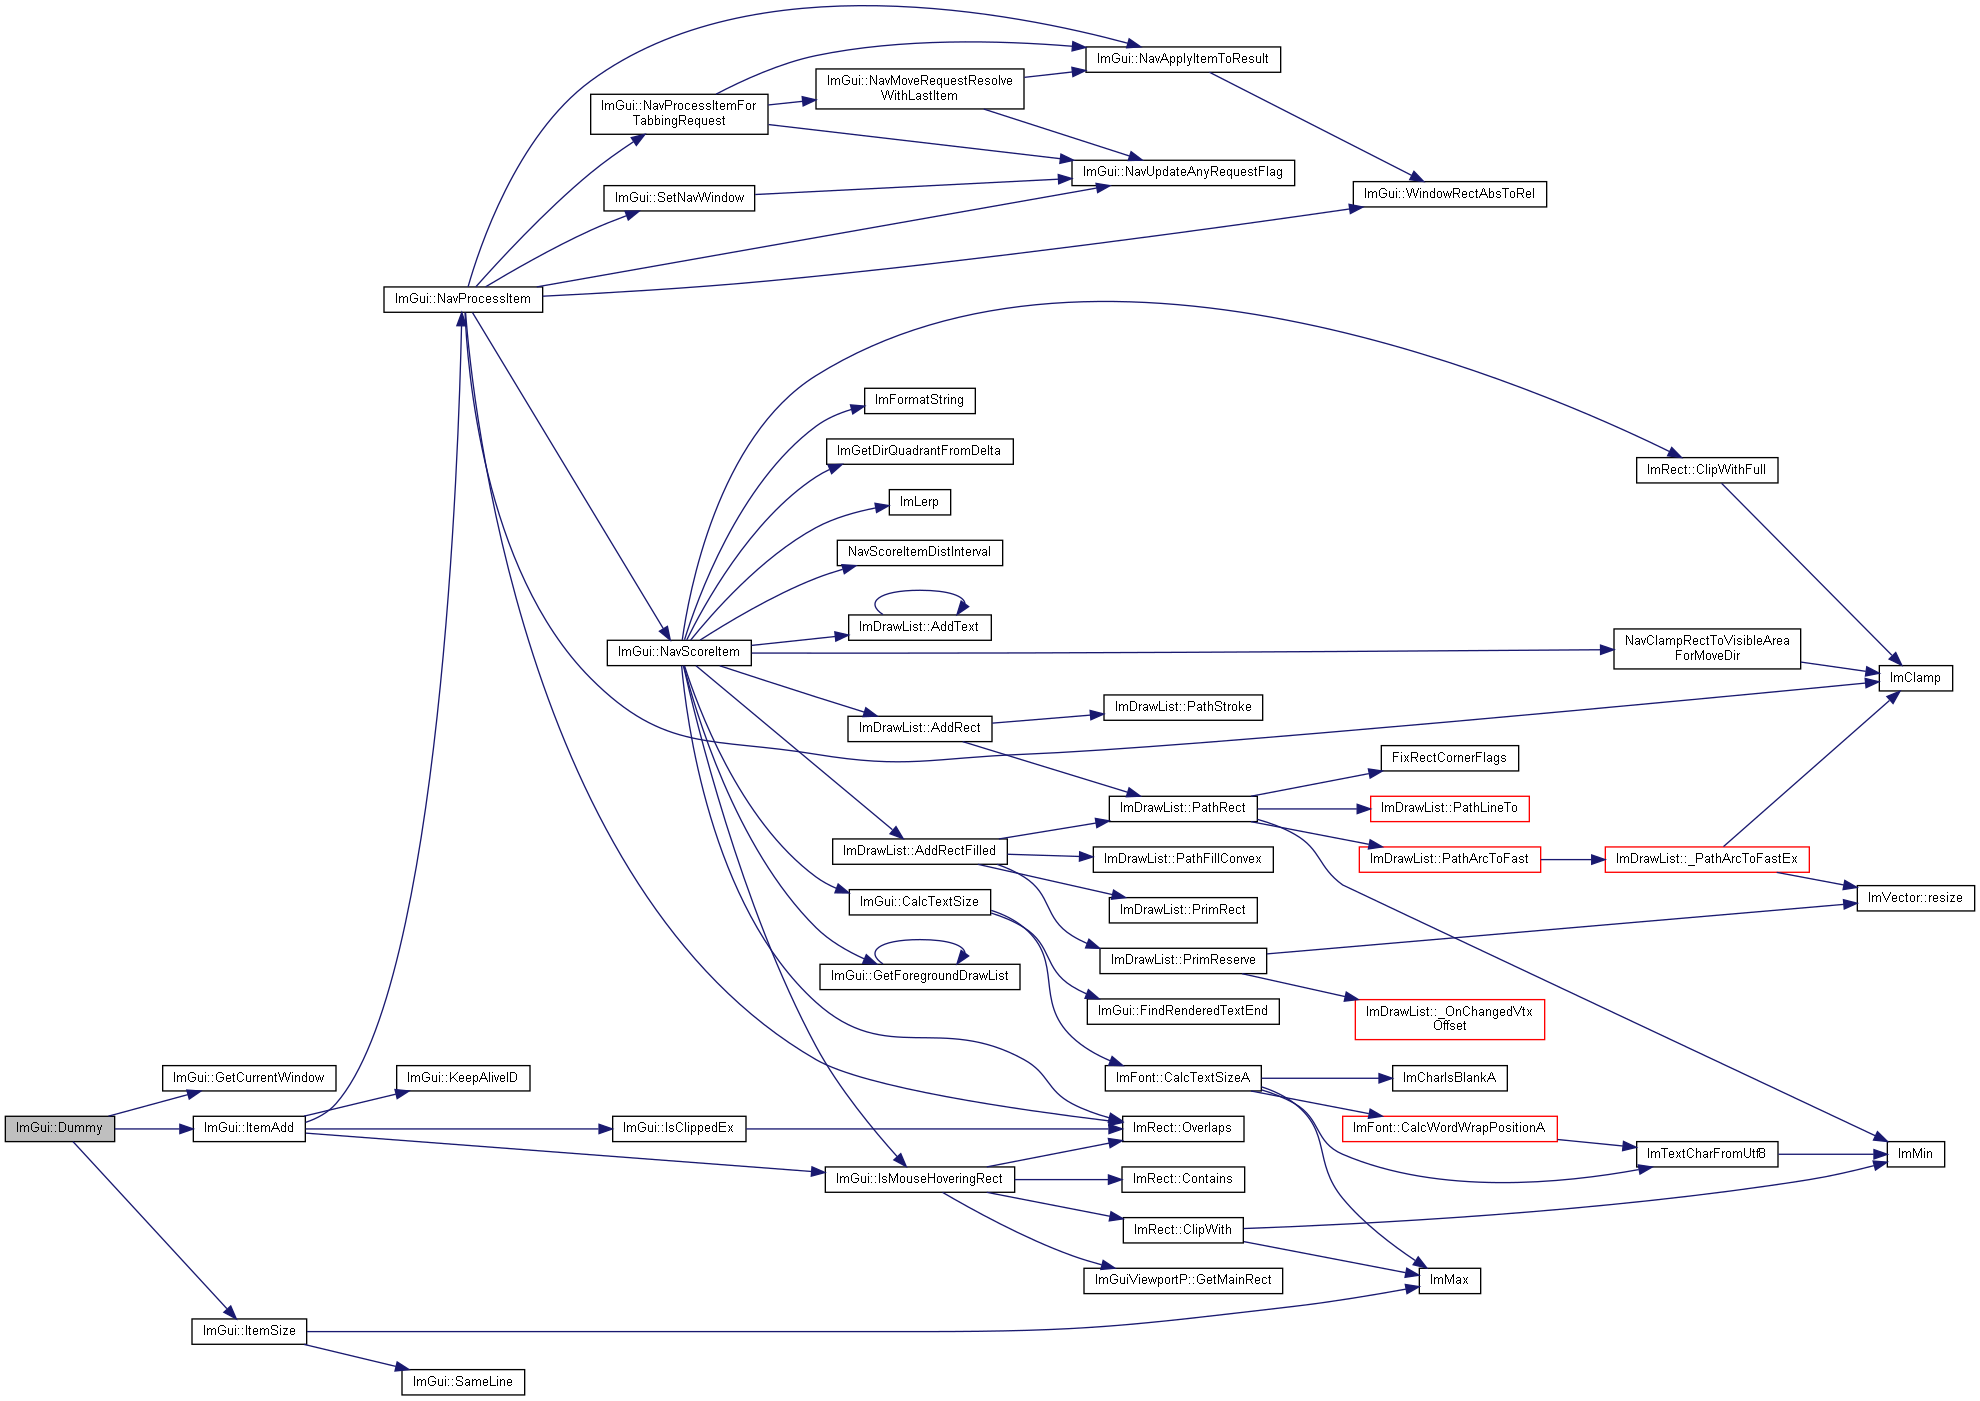 ImGui::NavApplyItemToResult
ImGui::NavMoveRequestResolve
WithLastItem
ImGui::NavProcessItemFor
TabbingRequest
ImGui::NavUpdateAnyRequestFlag
ImGui::SetNavWindow
ImGui::WindowRectAbsToRel
ImGui::NavProcessItem
ImFormatString
ImGetDirQuadrantFromDelta
ImRect::ClipWithFull
ImLerp
NavScoreItemDistInterval
ImDrawList::AddText
NavClampRectToVisibleArea
ForMoveDir
ImGui::NavScoreItem
ImClamp
ImDrawList::PathStroke
ImDrawList::AddRect
FixRectCornerFlags
ImDrawList::PathRect
ImDrawList::PathLineTo
ImDrawList::AddRectFilled
ImDrawList::PathFillConvex
ImDrawList::PathArcToFast
ImDrawList::_PathArcToFastEx
ImGui::CalcTextSize
ImDrawList::PrimRect
ImVector::resize
ImDrawList::PrimReserve
ImGui::GetForegroundDrawList
ImGui::FindRenderedTextEnd
ImDrawList::_OnChangedVtx
Offset
ImGui::GetCurrentWindow
ImGui::KeepAliveID
ImFont::CalcTextSizeA
ImCharIsBlankA
ImGui::Dummy
ImGui::ItemAdd
ImGui::IsClippedEx
ImRect::Overlaps
ImFont::CalcWordWrapPositionA
ImTextCharFromUtf8
ImMin
ImGui::IsMouseHoveringRect
ImRect::Contains
ImRect::ClipWith
ImGuiViewportP::GetMainRect
ImMax
ImGui::ItemSize
ImGui::SameLine